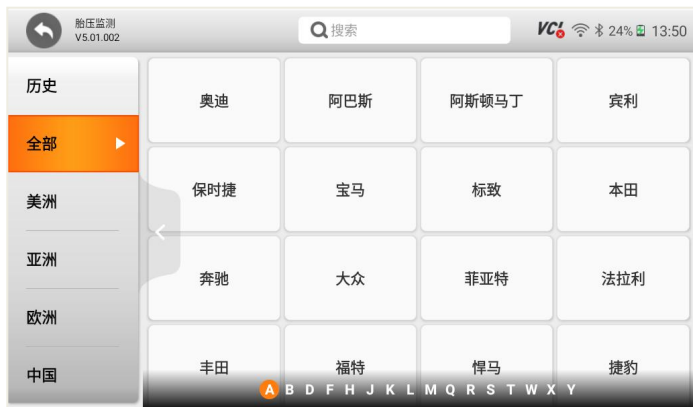 胎压监测
V5.01.002
搜索
VCI
24%
13:50
历史
全部
美洲
亚洲
欧洲
中国
奥迪 阿巴斯 阿斯顿马丁 宾利
保时捷 宝马 标致 本田
奔驰 大众 菲亚特 法拉利
丰田 福特 悍马 捷豹
A B D F H J K L M Q R S T W X Y